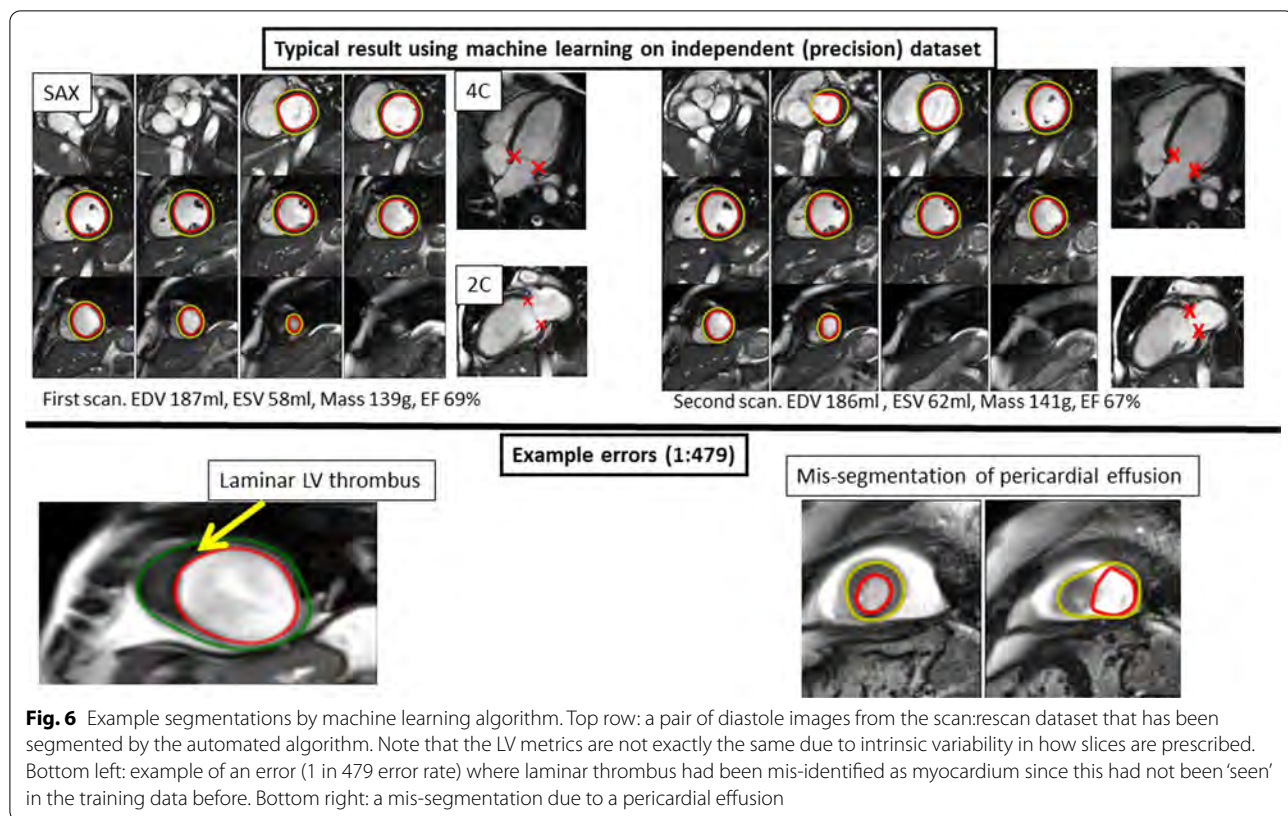 Typical result using machine learning on independent (precision) dataset
SAX
4C
2C
First scan. EDV 187ml, ESV 58ml, Mass 139g, EF 69%
Second scan. EDV 186ml , ESV 62ml, Mass 141g, EF 67%
Example errors (1:479)
Laminar LV thrombus
Mis-segmentation of pericardial effusion
Fig. 6 Example segmentations by machine learning algorithm. Top row: a pair of diastole images from the scan:rescan dataset that has been
segmented by the automated algorithm. Note that the LV metrics are not exactly the same due to intrinsic variability in how slices are prescribed.
Bottom left: example of an error (1 in 479 error rate) where laminar thrombus had been mis-identified as myocardium since this had not been ‘seen’
in the training data before. Bottom right: a mis-segmentation due to a pericardial effusion